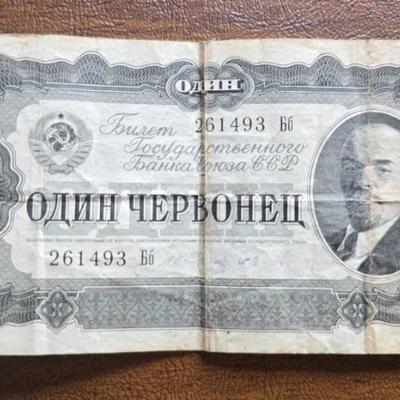 ОДИН
Билет 261493 Бб
Государственного
Банка Союза ССР
ОДИН ЧЕРВОНЕЦ
261493 Бб